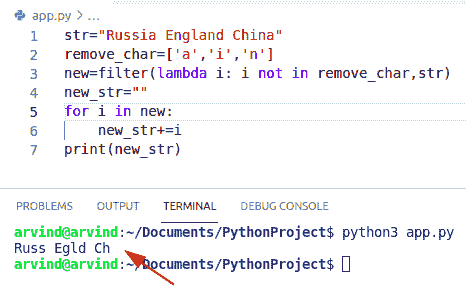 app.py > ...
1 str="Russia England China"
2 remove_char=['a','i','n']
3 new=filter(lambda i: i not in remove_char,str)
4 new_str=""
5 for i in new:
6     new_str+=i
7 print(new_str)
PROBLEMS OUTPUT TERMINAL DEBUG CONSOLE
arvind@arvind:~/Documents/PythonProject$ python3 app.py
Russ Egld Ch
arvind@arvind:~/Documents/PythonProject$